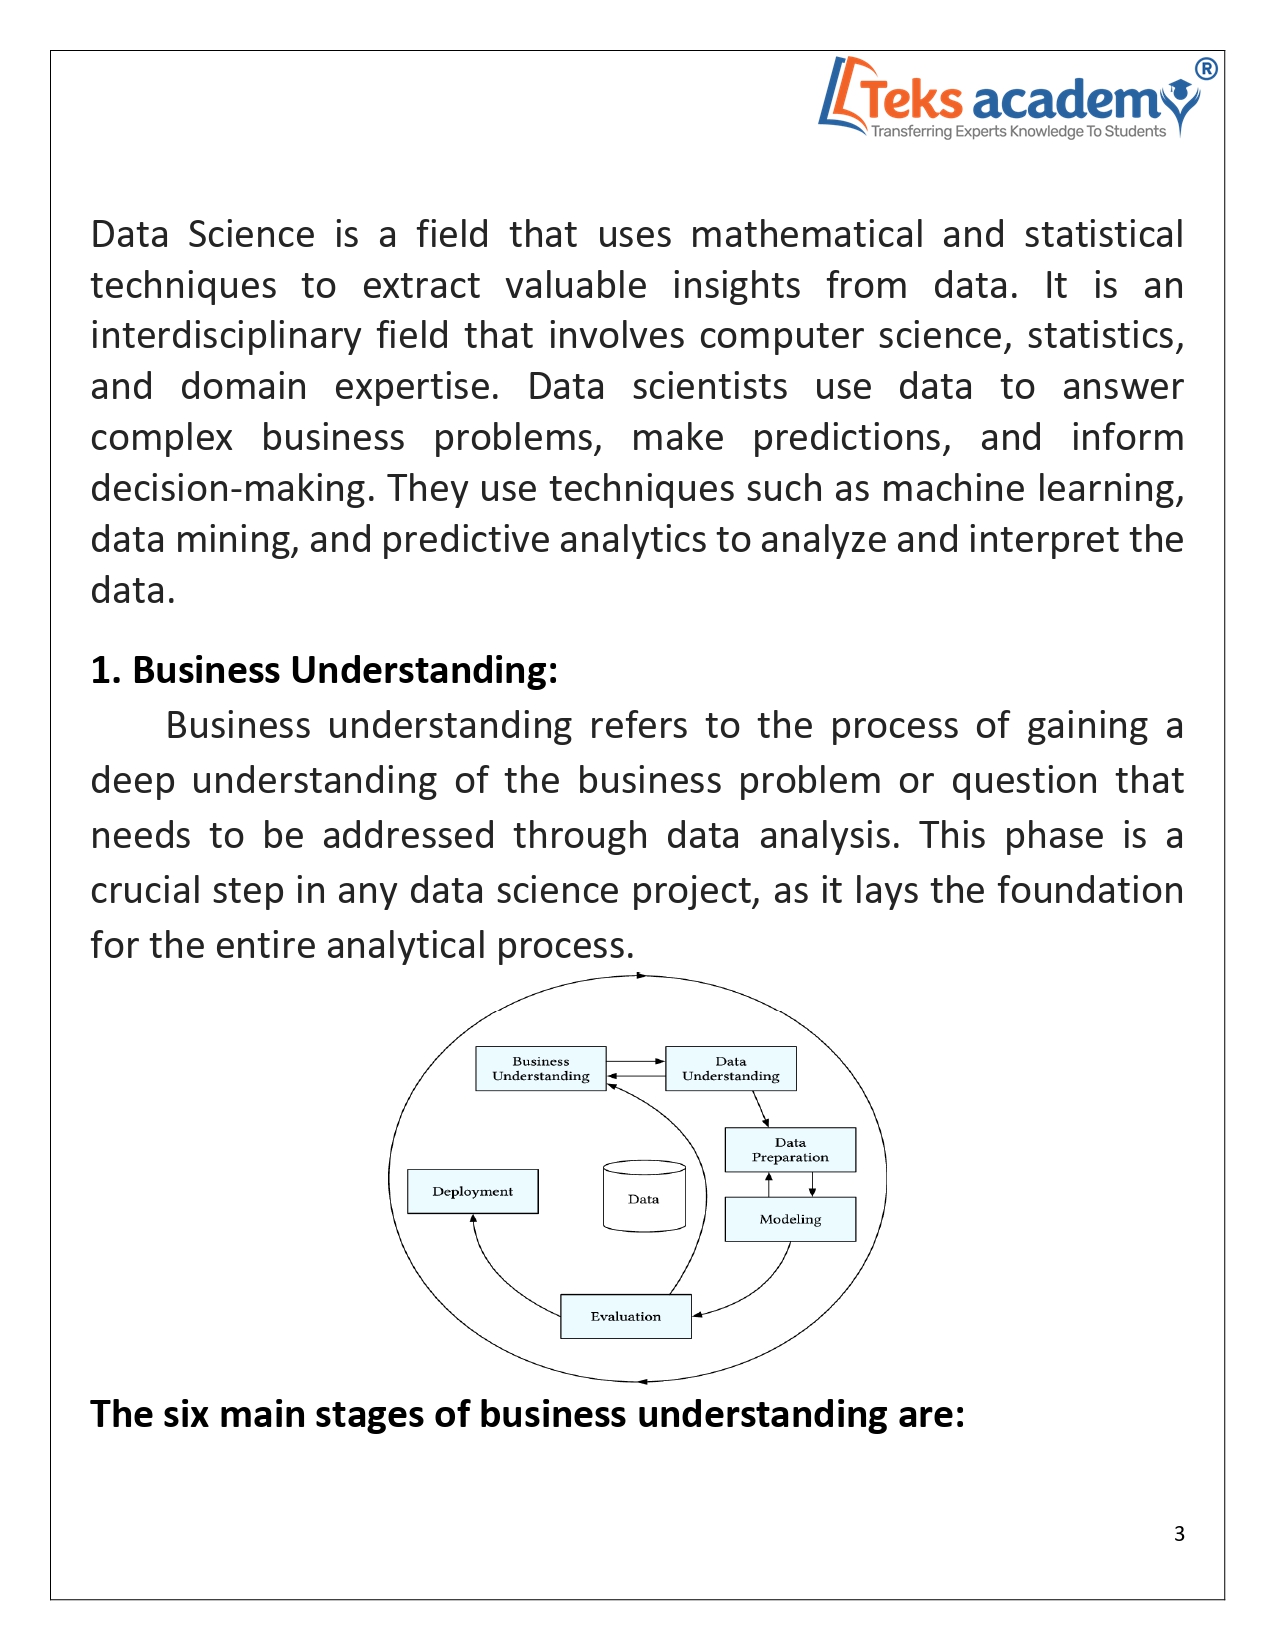 Teks academy®
Transferring Experts Knowledge To Students
Data Science is a field that uses mathematical and statistical
techniques to extract valuable insights from data. It is an
interdisciplinary field that involves computer science, statistics,
and domain expertise. Data scientists use data to answer
complex business problems, make predictions, and inform
decision-making. They use techniques such as machine learning,
data mining, and predictive analytics to analyze and interpret the
data.
1. Business Understanding:
Business understanding refers to the process of gaining a
deep understanding of the business problem or question that
needs to be addressed through data analysis. This phase is a
crucial step in any data science project, as it lays the foundation
for the entire analytical process.
Business
Understanding
Data
Understanding
Data
Preparation
Deployment
Data
Modeling
Evaluation
The six main stages of business understanding are:
3